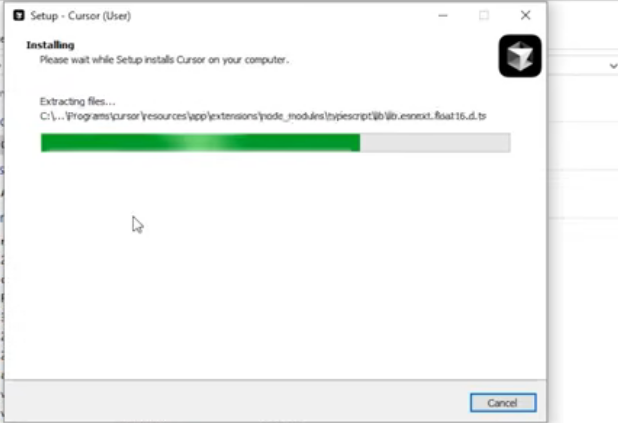 Setup - Cursor (User)
Installing
Please wait while Setup installs Cursor on your computer.
Extracting files...
C:\...\Programs\cursor\resources\app\extensions\node_modules\typescript\lib\lib.esnext.float16.d.ts
Cancel